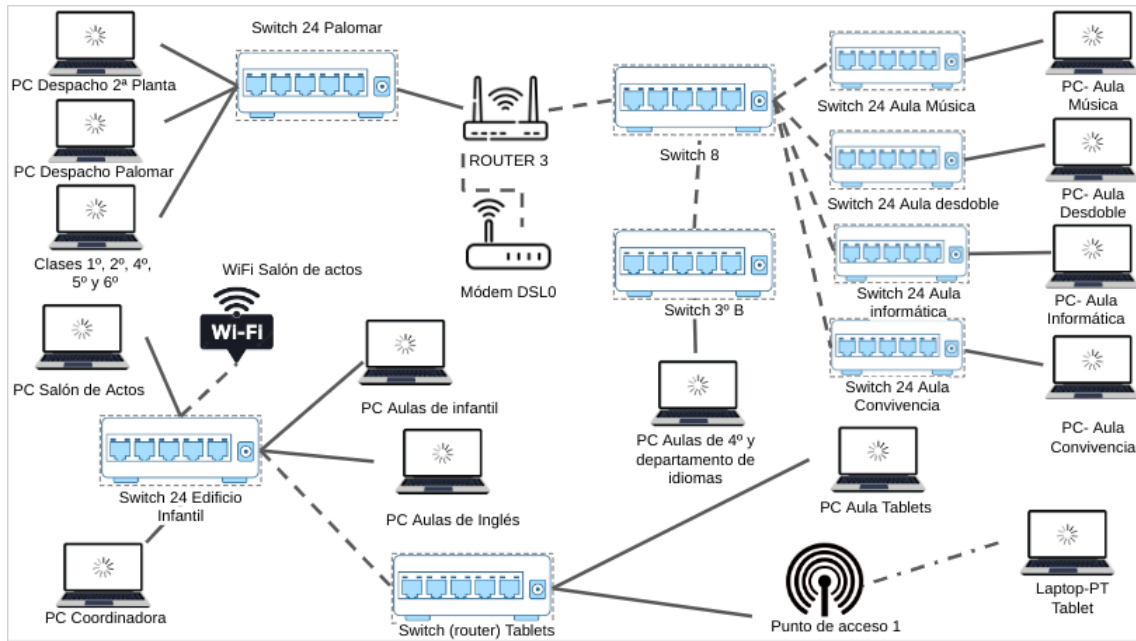 Switch 24 Palomar
PC Despacho 2ª Planta
PC Despacho Palomar
Clases 1º, 2º, 4º,
5º y 6º
ROUTER 3
Módem DSL0
Switch 8
Switch 3º B
PC Aulas de 4º y
departamento de
idiomas
Switch 24 Aula Música
PC- Aula
Música
Switch 24 Aula desdoble
PC- Aula
Desdoble
Switch 24 Aula
informática
PC- Aula
Informática
Switch 24 Aula
Convivencia
PC- Aula
Convivencia
WiFi Salón de actos
Wi-Fi
PC Salón de Actos
PC Aulas de infantil
Switch 24 Edificio
Infantil
PC Aulas de Inglés
PC Coordinadora
Switch (router) Tablets
PC Aula Tablets
Punto de acceso 1
Laptop-PT
Tablet